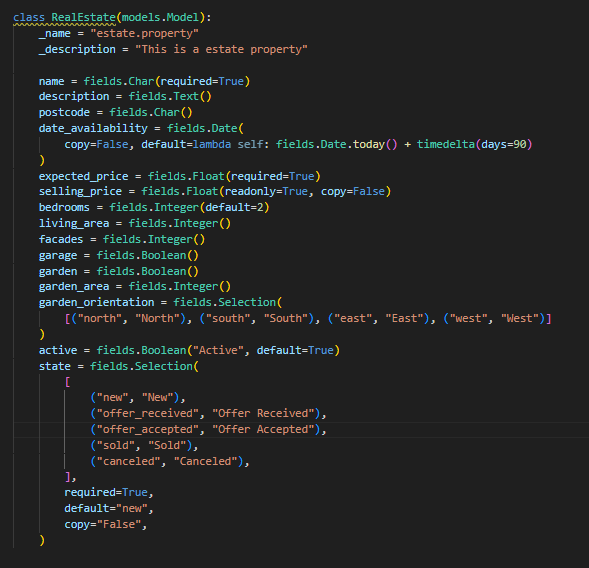 class RealEstate(models.Model):
    _name = "estate.property"
    _description = "This is a estate property"

    name = fields.Char(required=True)
    description = fields.Text()
    postcode = fields.Char()
    date_availability = fields.Date(
        copy=False, default=lambda self: fields.Date.today() + timedelta(days=90)
    )
    expected_price = fields.Float(required=True)
    selling_price = fields.Float(readonly=True, copy=False)
    bedrooms = fields.Integer(default=2)
    living_area = fields.Integer()
    facades = fields.Integer()
    garage = fields.Boolean()
    garden = fields.Boolean()
    garden_area = fields.Integer()
    garden_orientation = fields.Selection(
        [("north", "North"), ("south", "South"), ("east", "East"), ("west", "West")]
    )
    active = fields.Boolean("Active", default=True)
    state = fields.Selection(
        [
            ("new", "New"),
            ("offer_received", "Offer Received"),
            ("offer_accepted", "Offer Accepted"),
            ("sold", "Sold"),
            ("canceled", "Canceled"),
        ],
        required=True,
        default="new",
        copy="False",
    )